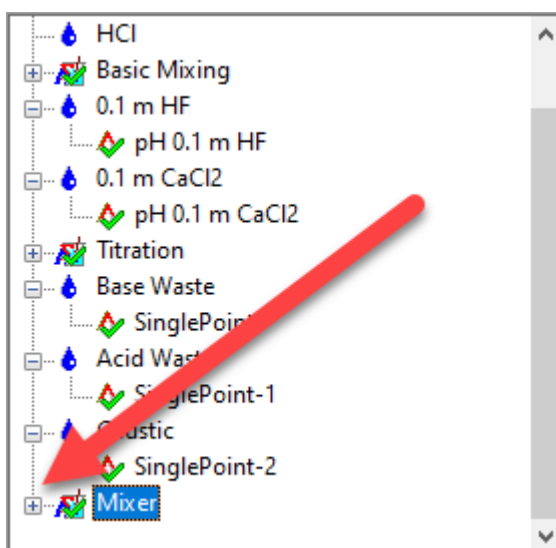 HCl
Basic Mixing
0.1 m HF
pH 0.1 m HF
0.1 m CaCl2
pH 0.1 m CaCl2
Titration
Base Waste
SinglePoint
Acid Waste
SinglePoint-1
Caustic
SinglePoint-2
Mixer